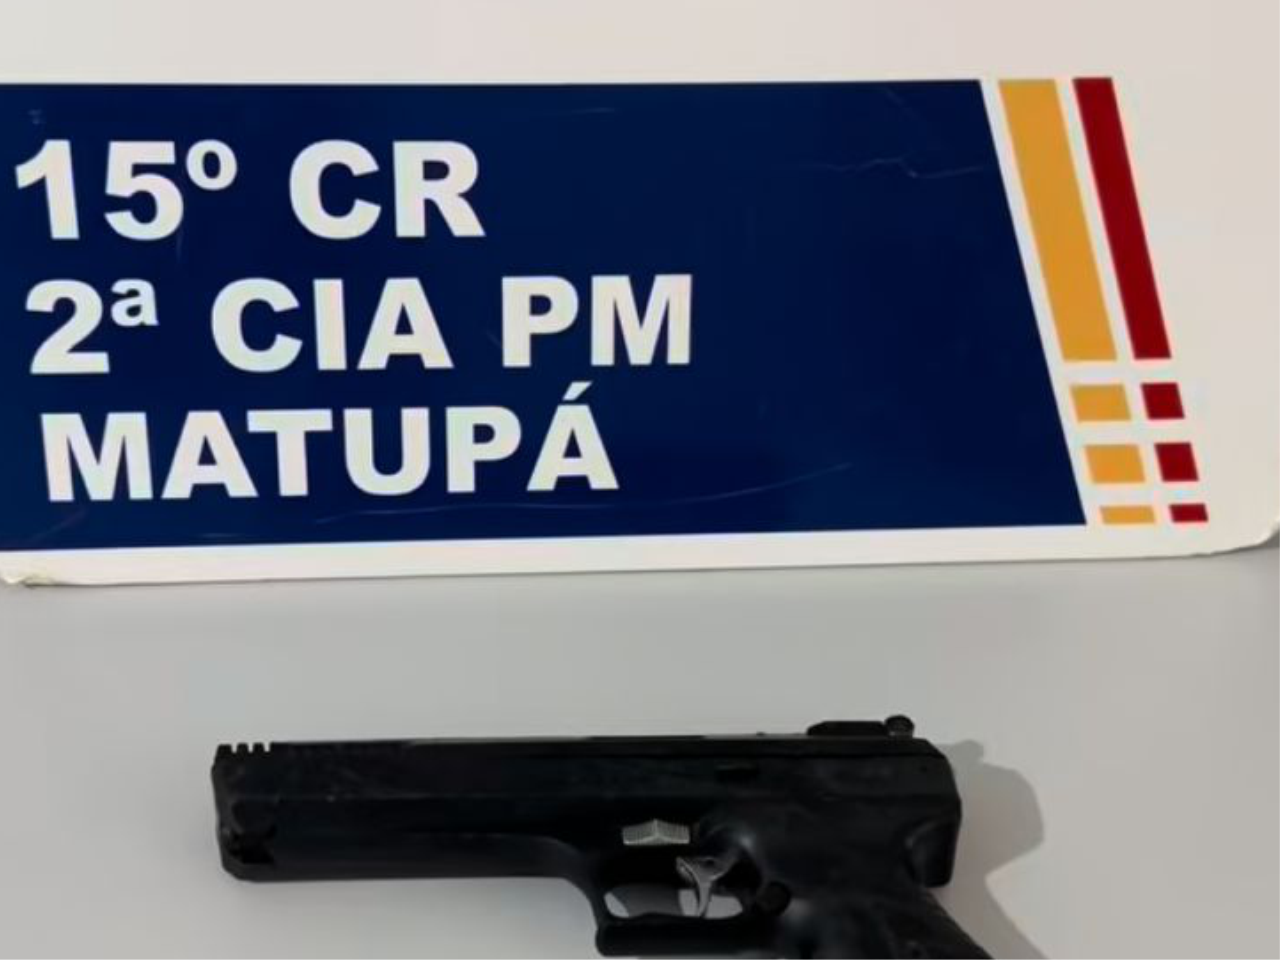 15º CR
2ª CIA PM
MATUPÁ